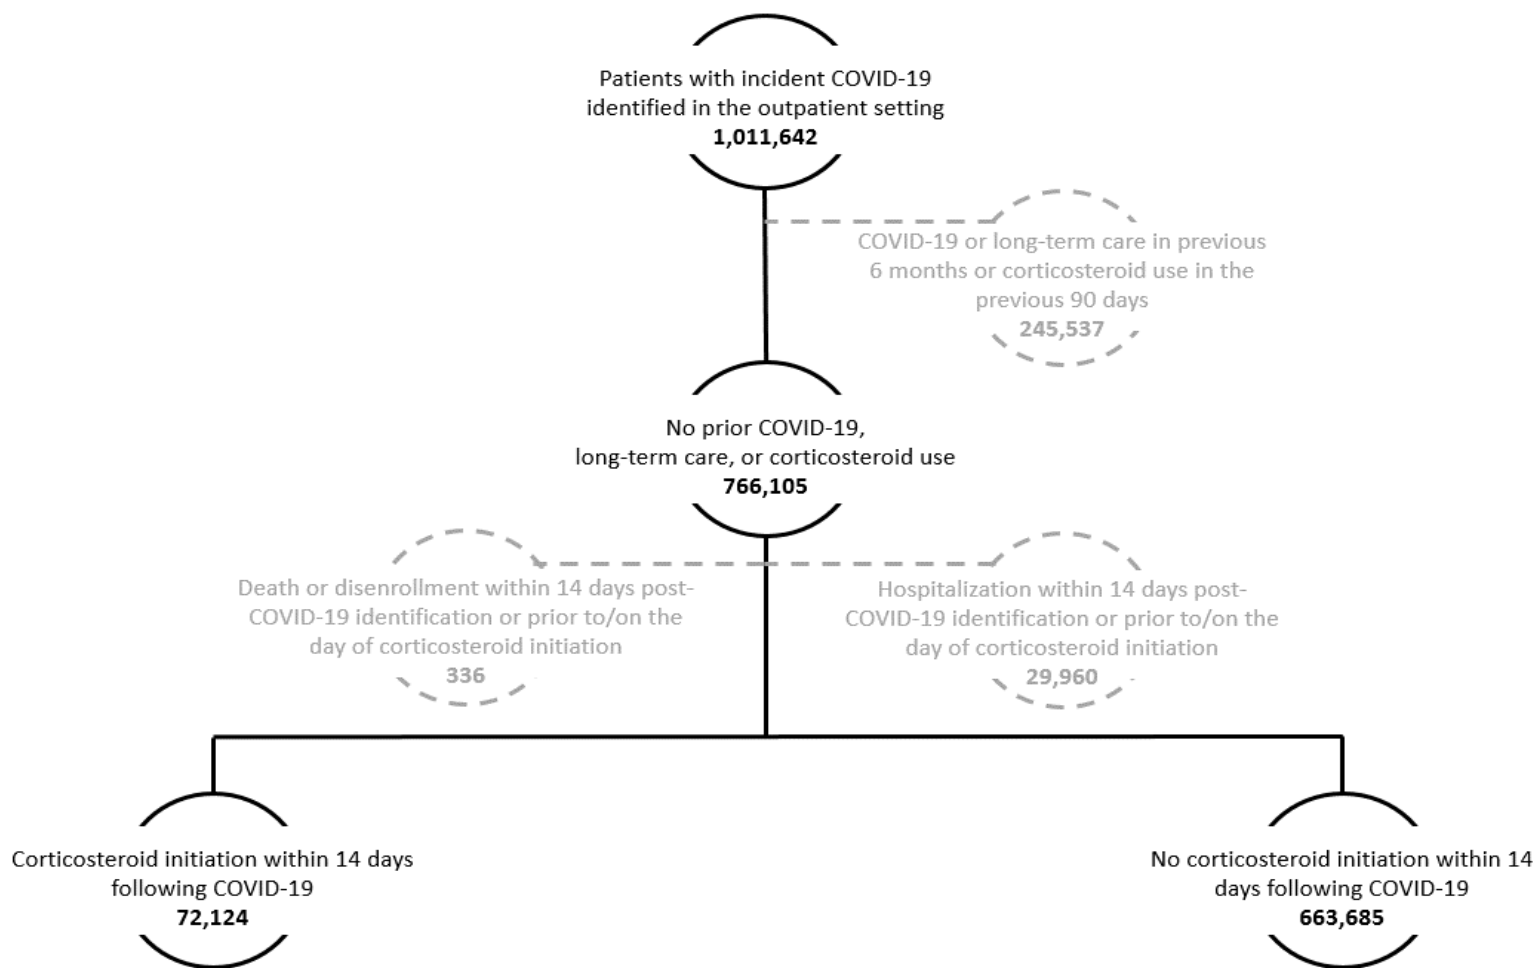 Patients with incident COVID-19
identified in the outpatient setting
1,011,642
COVID-19 or long-term care in previous
6 months or corticosteroid use in the
previous 90 days
245,537
No prior COVID-19,
long-term care, or corticosteroid use
766,105
Death or disenrollment within 14 days post-
COVID-19 identification or prior to/on the
day of corticosteroid initiation
336
Hospitalization within 14 days post-
COVID-19 identification or prior to/on the
day of corticosteroid initiation
29,960
Corticosteroid initiation within 14 days
following COVID-19
72,124
No corticosteroid initiation within 14
days following COVID-19
663,685